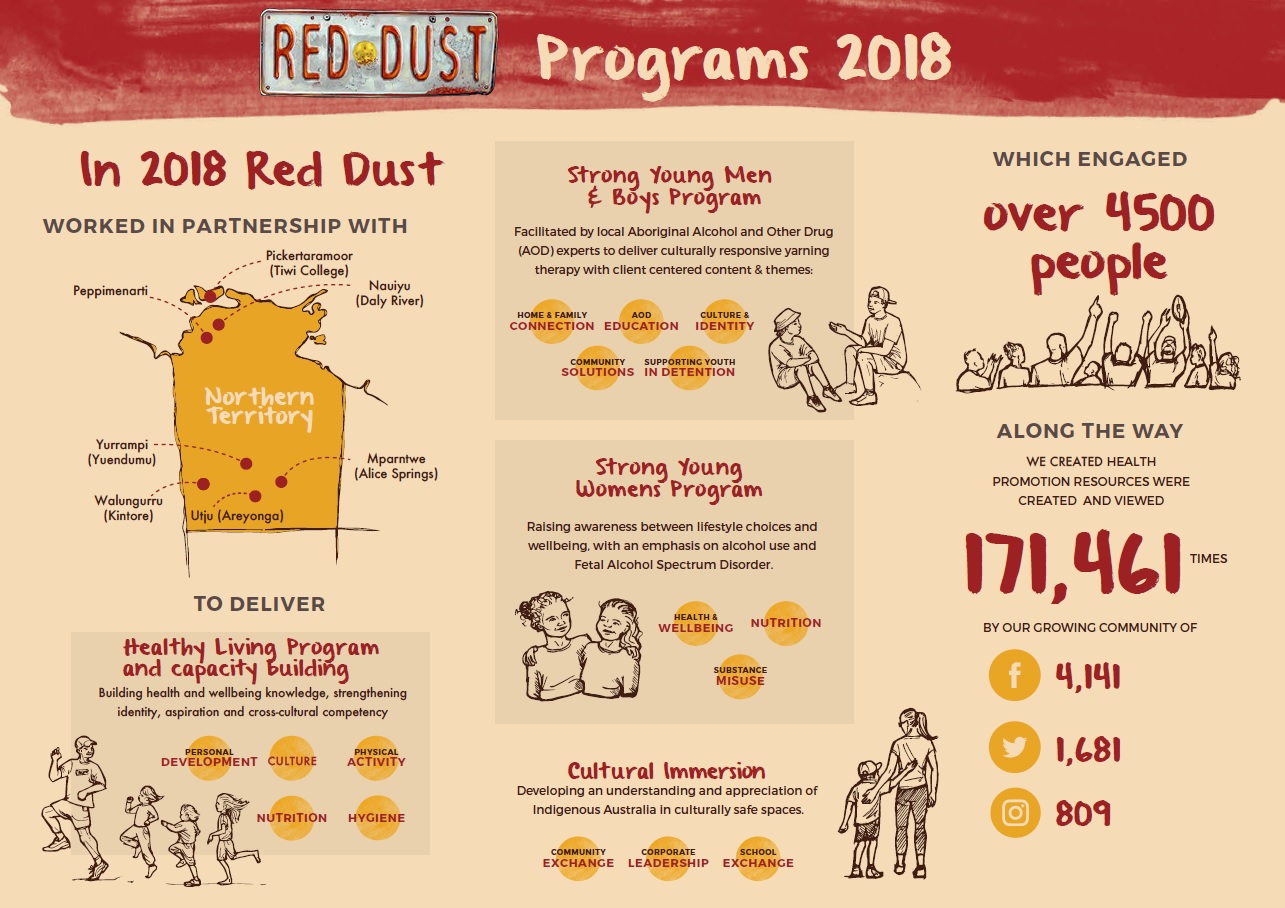 RED DUST
Programs 2018
In 2018 Red Dust
WORKED IN PARTNERSHIP WITH
Pickertaramoor
(Tiwi College)
Peppimenarti
Nauiyu
(Daly River)
Northern
Territory
Yurrampi
(Yuendumu)
Mparntwe
(Alice Springs)
Walungurru
(Kintore)
Utju (Areyonga)
TO DELIVER
Healthy Living Program
and capacity building
Building health and wellbeing knowledge, strengthening
identity, aspiration and cross-cultural competency
PERSONAL
DEVELOPMENT
CULTURE
PHYSICAL
ACTIVITY
NUTRITION
HYGIENE
Strong Young Men
& Boys Program
Facilitated by local Aboriginal Alcohol and Other Drug
(AOD) experts to deliver culturally responsive yarning
therapy with client centered content & themes:
HOME & FAMILY
CONNECTION
AOD
EDUCATION
CULTURE &
IDENTITY
COMMUNITY
SOLUTIONS
SUPPORTING YOUTH
IN DETENTION
Strong Young
Womens Program
Raising awareness between lifestyle choices and
wellbeing, with an emphasis on alcohol use and
Fetal Alcohol Spectrum Disorder.
HEALTH &
WELLBEING
NUTRITION
SUBSTANCE
MISUSE
Cultural Immersion
Developing an understanding and appreciation of
Indigenous Australia in culturally safe spaces.
COMMUNITY
EXCHANGE
CORPORATE
LEADERSHIP
SCHOOL
EXCHANGE
WHICH ENGAGED
over 4500
people
ALONG THE WAY
WE CREATED HEALTH
PROMOTION RESOURCES WERE
CREATED AND VIEWED
171,461 TIMES
BY OUR GROWING COMMUNITY OF
4,141
1,681
809